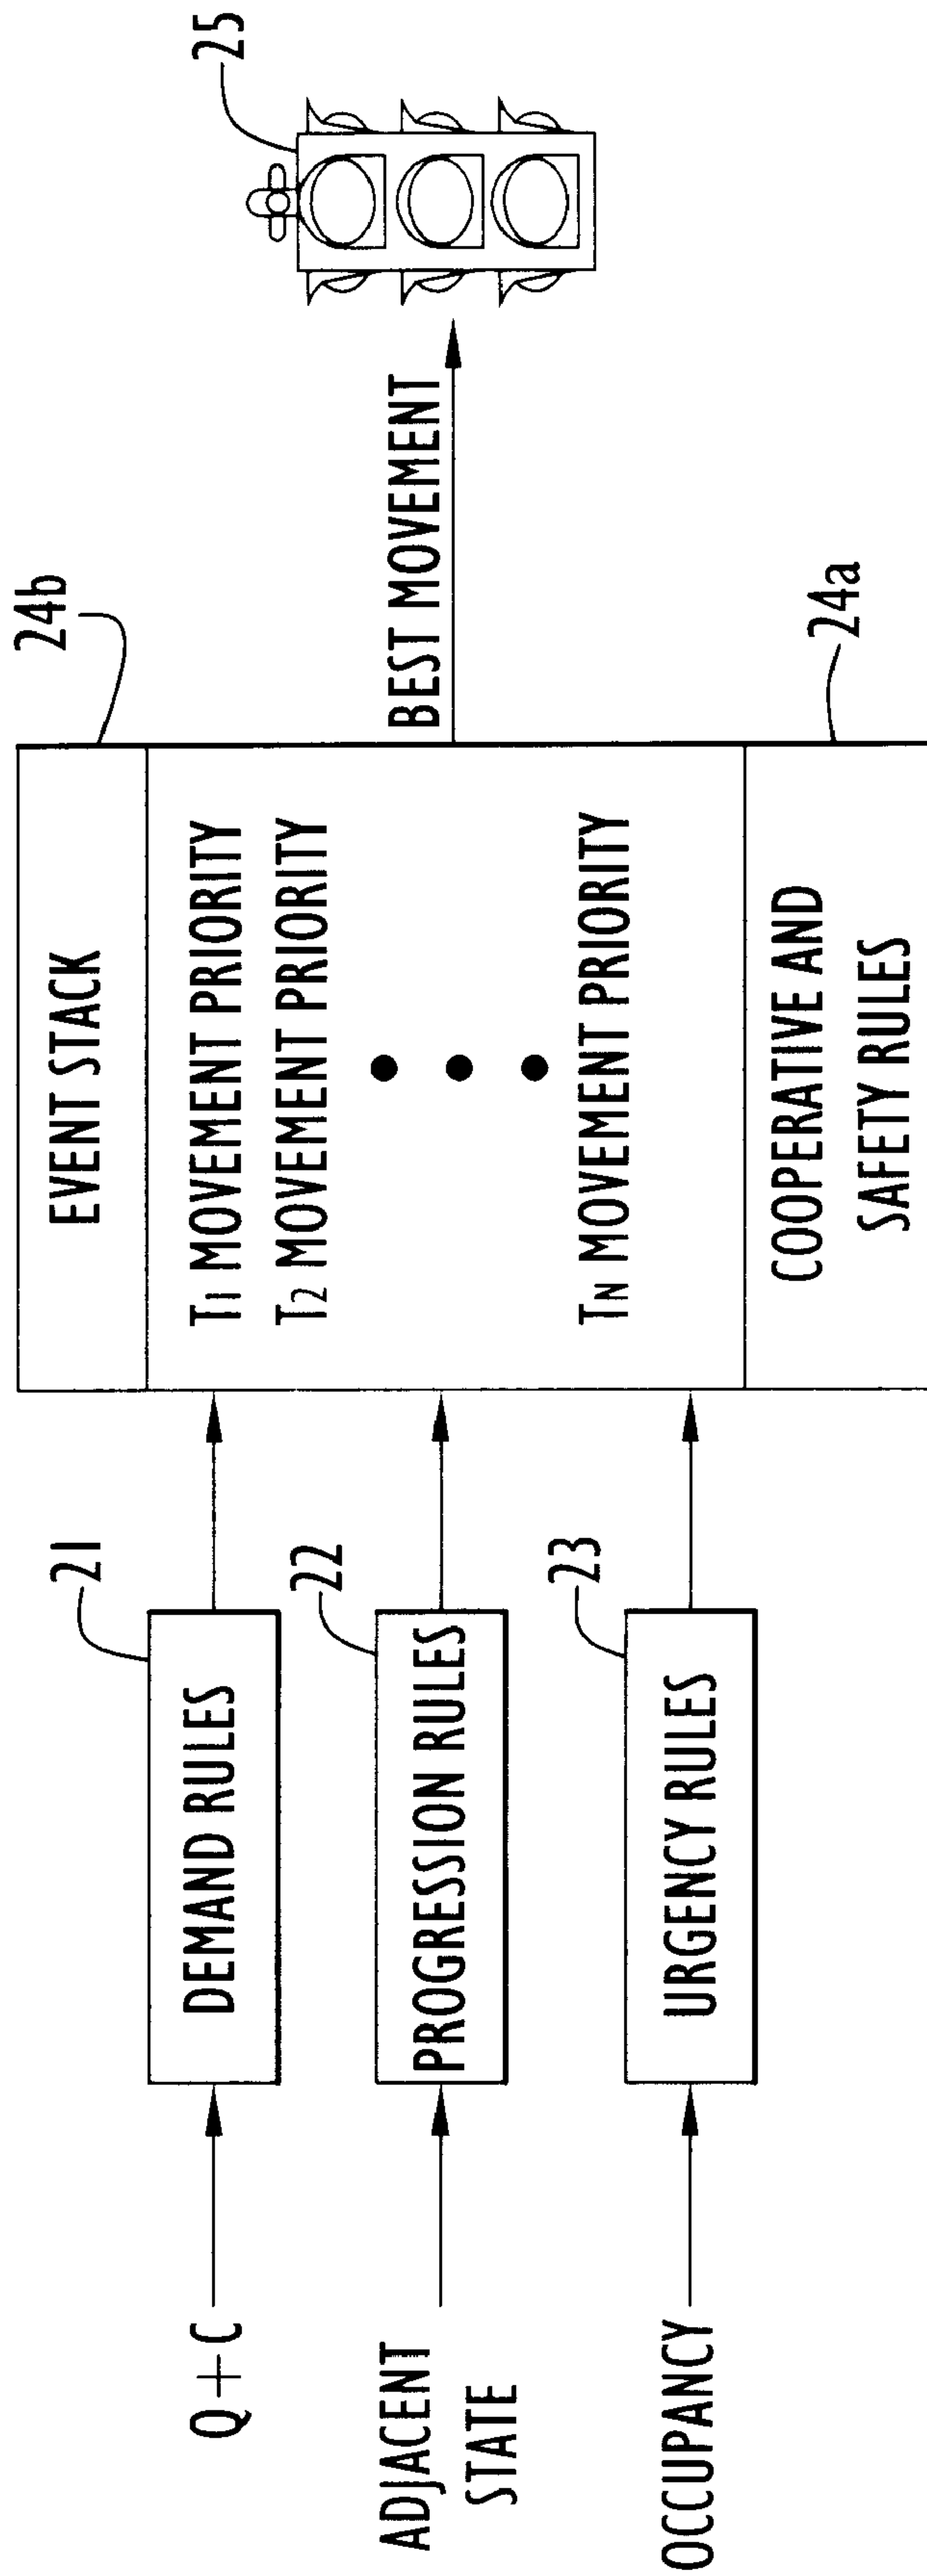 Q+C
ADJACENT
STATE
OCCUPANCY
21
DEMAND RULES
22
PROGRESSION RULES
23
URGENCY RULES
24b
EVENT STACK
T1 MOVEMENT PRIORITY
T2 MOVEMENT PRIORITY
TN MOVEMENT PRIORITY
COOPERATIVE AND
SAFETY RULES
24a
BEST MOVEMENT
25